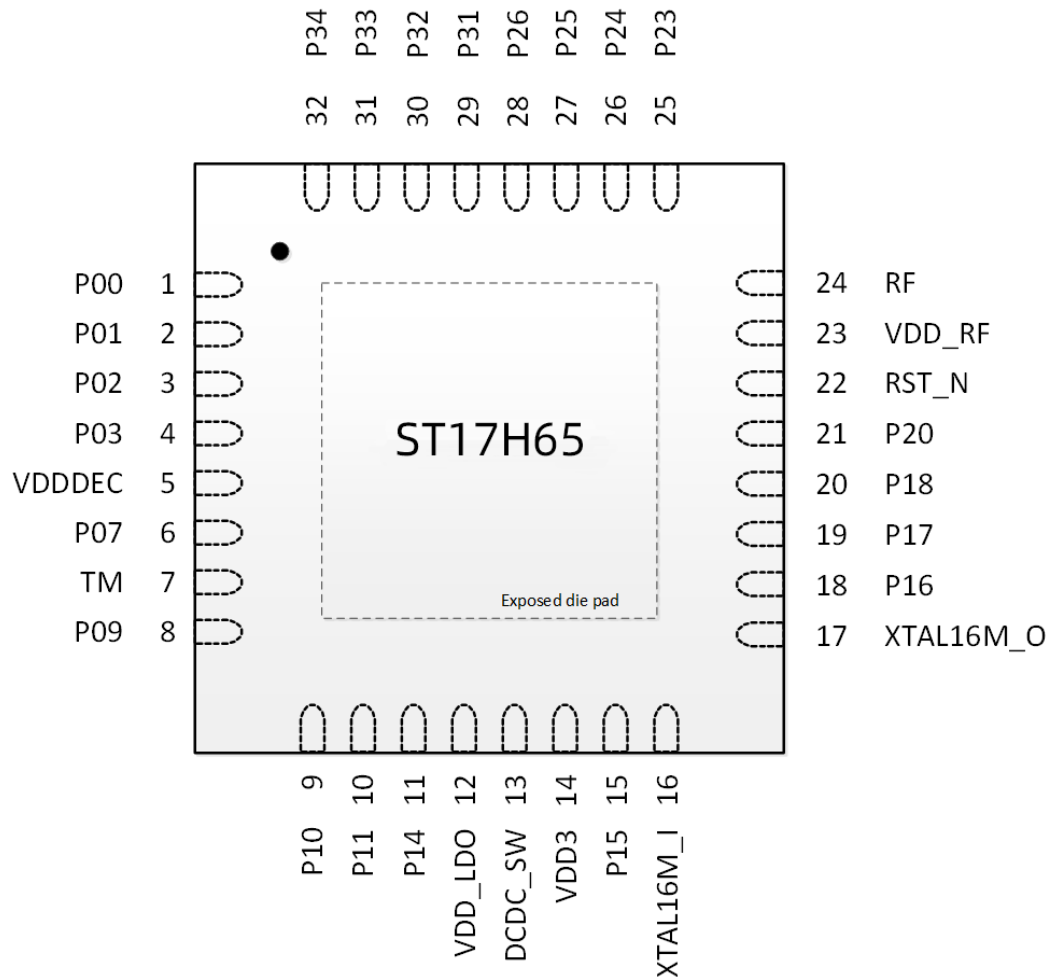 P34 P33 P32 P31 P26 P25 P24 P23
32 31 30 29 28 27 26 25
P00 1
P01 2
P02 3
P03 4
VDDDEC 5
P07 6
TM 7
P09 8
ST17H65
Exposed die pad
24 RF
23 VDD_RF
22 RST_N
21 P20
20 P18
19 P17
18 P16
17 XTAL16M_O
9 10 11 12 13 14 15 16
P10 P11 P14 VDD_LDO DCDC_SW VDD3 P15 XTAL16M_I